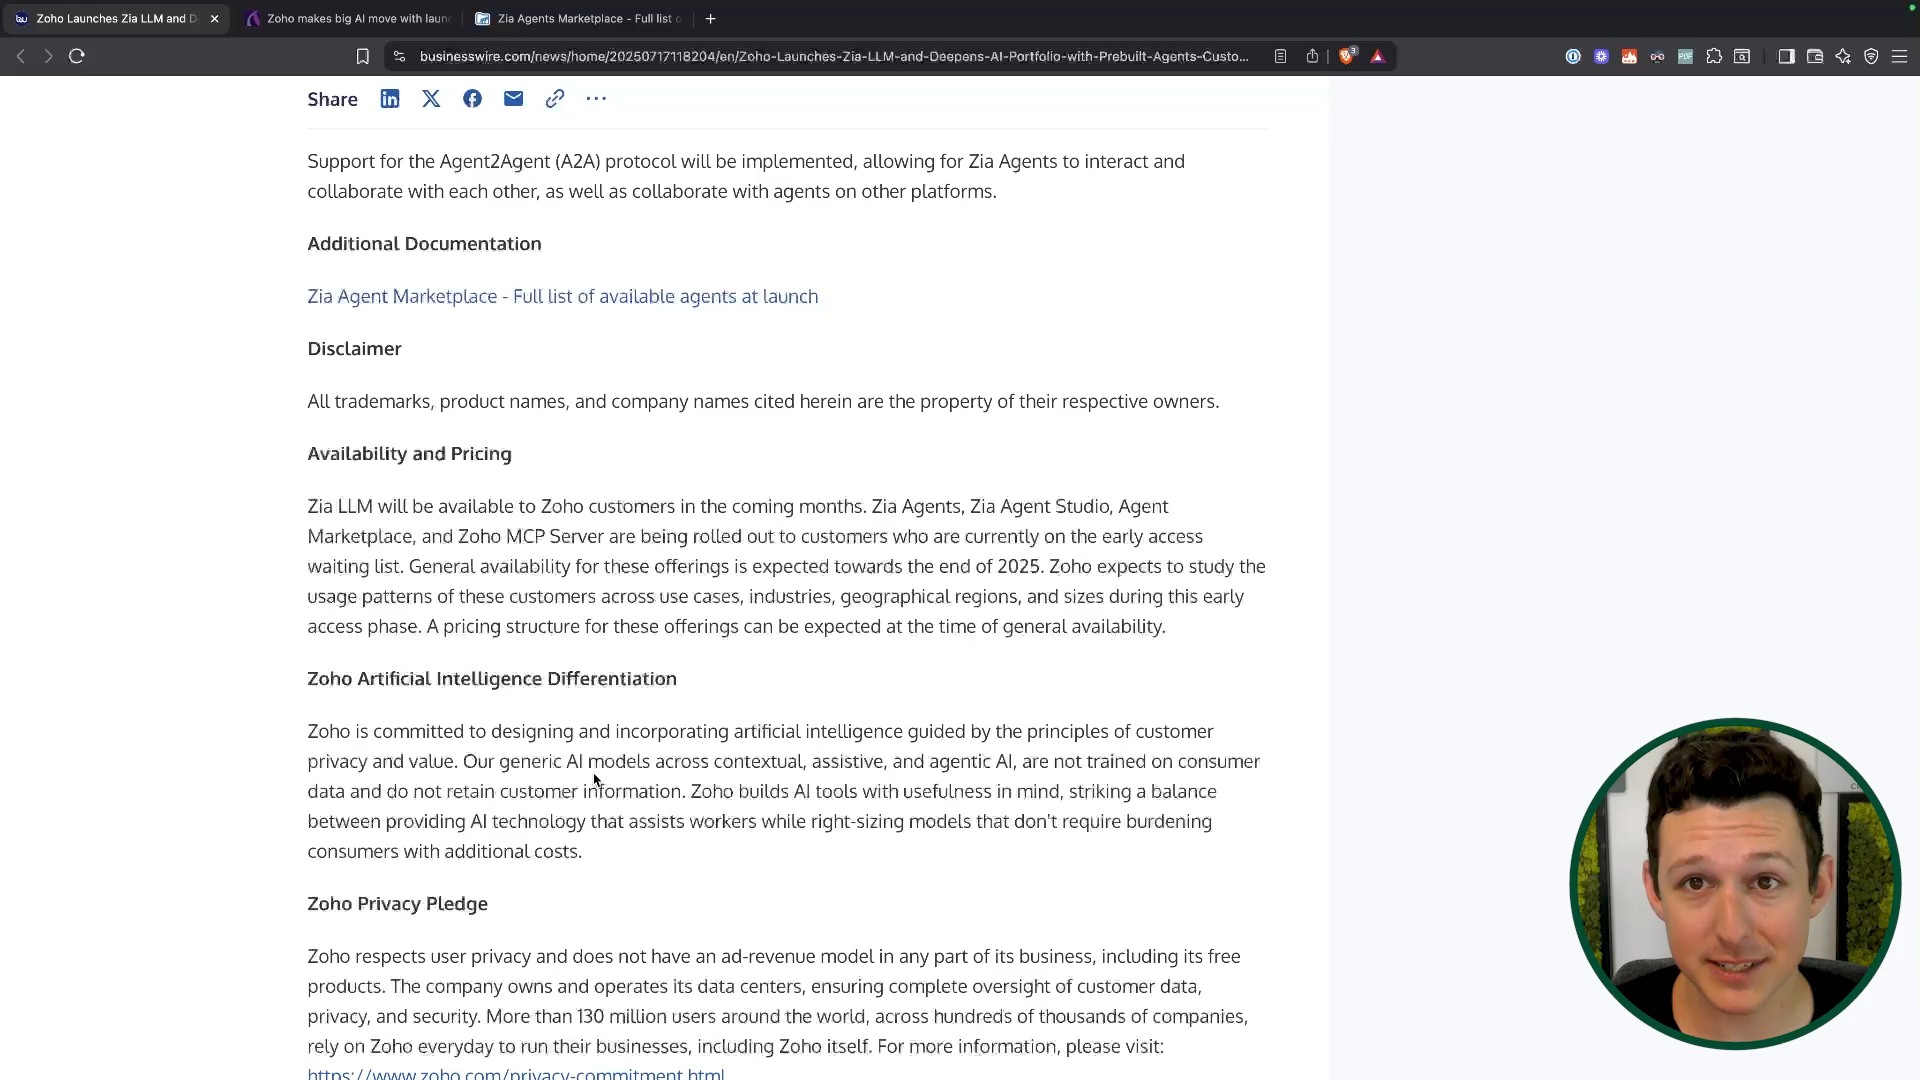 Zoho Launches Zia LLM and D
Zoho makes big AI move with laun
Zia Agents Marketplace - Full list o
businesswire.com/news/home/20250717118204/en/Zoho-Launches-Zia-LLM-and-Deepens-AI-Portfolio-with-Prebuilt-Agents-Custo...
3
PDF
Share
Support for the Agent2Agent (A2A) protocol will be implemented, allowing for Zia Agents to interact and
collaborate with each other, as well as collaborate with agents on other platforms.
Additional Documentation
Zia Agent Marketplace - Full list of available agents at launch
Disclaimer
All trademarks, product names, and company names cited herein are the property of their respective owners.
Availability and Pricing
Zia LLM will be available to Zoho customers in the coming months. Zia Agents, Zia Agent Studio, Agent
Marketplace, and Zoho MCP Server are being rolled out to customers who are currently on the early access
waiting list. General availability for these offerings is expected towards the end of 2025. Zoho expects to study the
usage patterns of these customers across use cases, industries, geographical regions, and sizes during this early
access phase. A pricing structure for these offerings can be expected at the time of general availability.
Zoho Artificial Intelligence Differentiation
Zoho is committed to designing and incorporating artificial intelligence guided by the principles of customer
privacy and value. Our generic AI models across contextual, assistive, and agentic AI, are not trained on consumer
data and do not retain customer information. Zoho builds AI tools with usefulness in mind, striking a balance
between providing AI technology that assists workers while right-sizing models that don't require burdening
consumers with additional costs.
Zoho Privacy Pledge
Zoho respects user privacy and does not have an ad-revenue model in any part of its business, including its free
products. The company owns and operates its data centers, ensuring complete oversight of customer data,
privacy, and security. More than 130 million users around the world, across hundreds of thousands of companies,
rely on Zoho everyday to run their businesses, including Zoho itself. For more information, please visit:
https://www.zoho.com/privacy-commitment.html